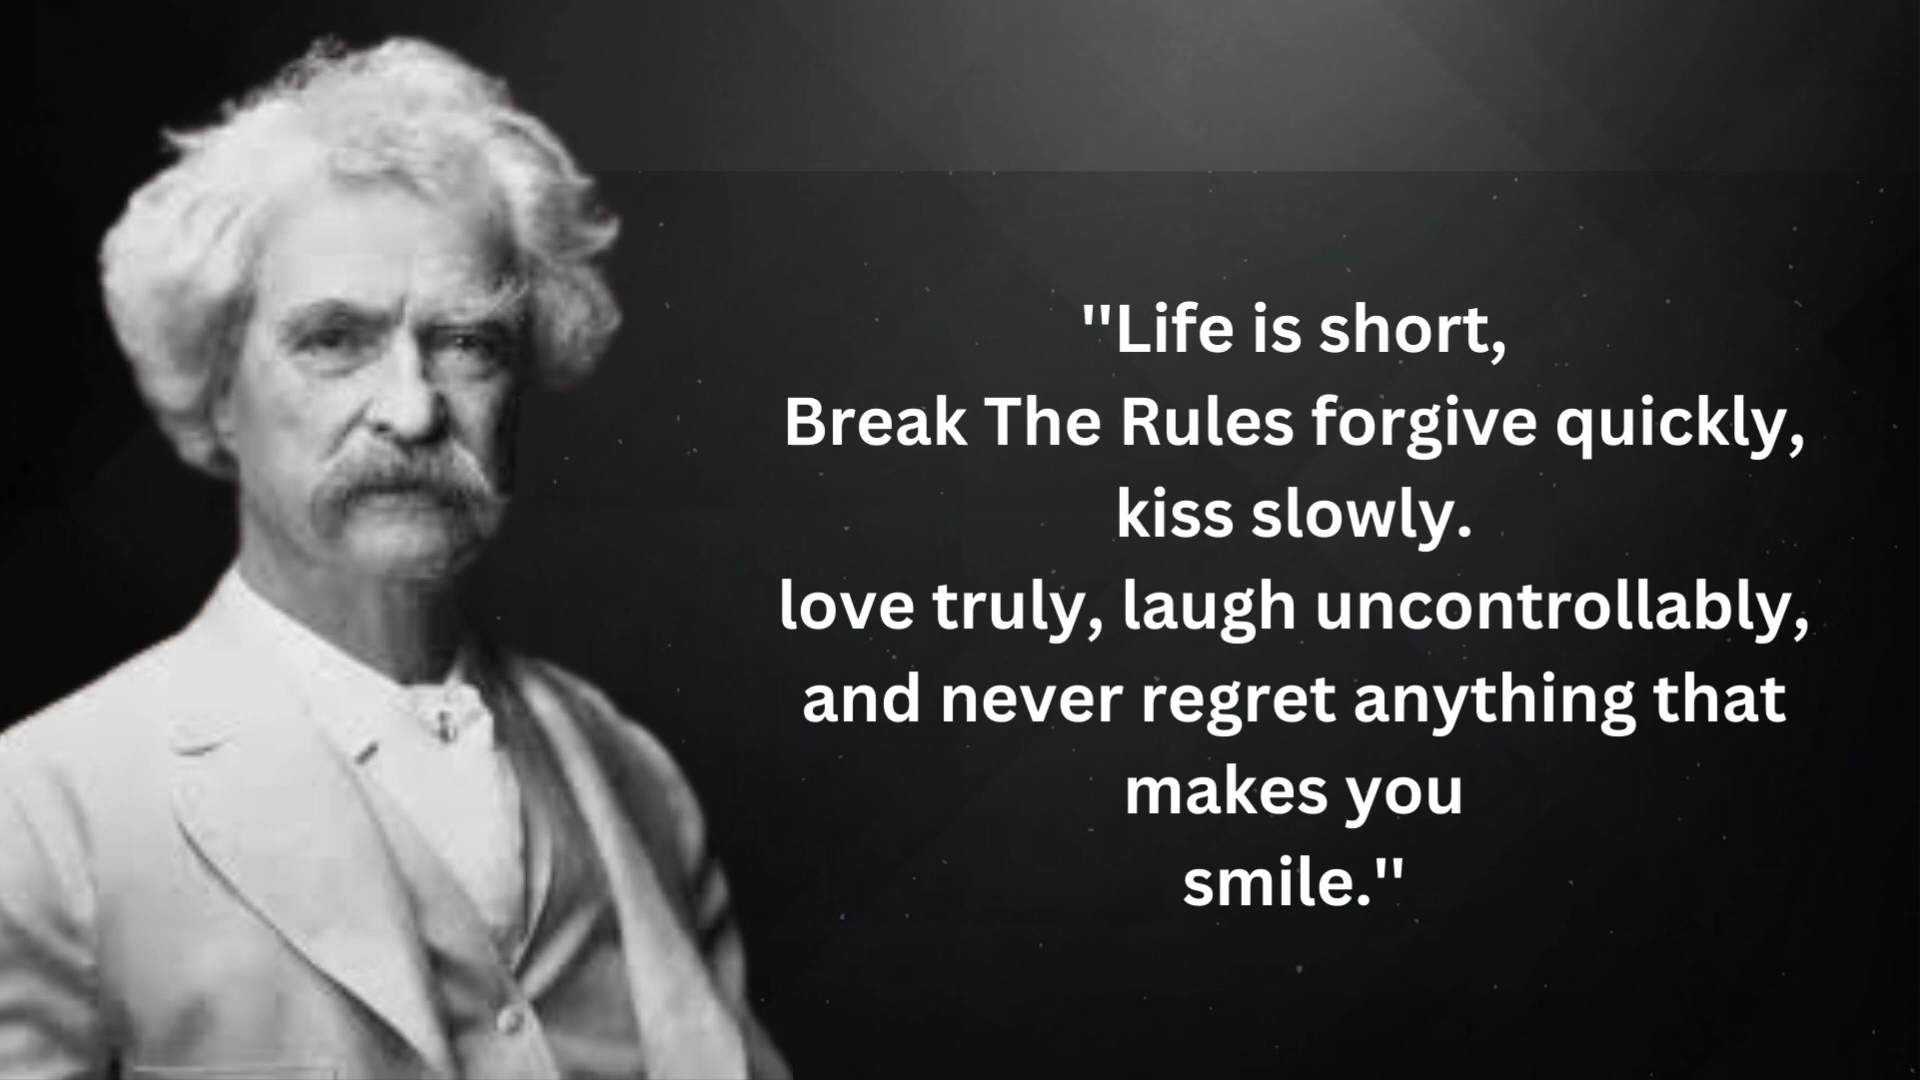 "Life is short,
Break The Rules forgive quickly,
kiss slowly.
love truly, laugh uncontrollably,
and never regret anything that
makes you
smile."